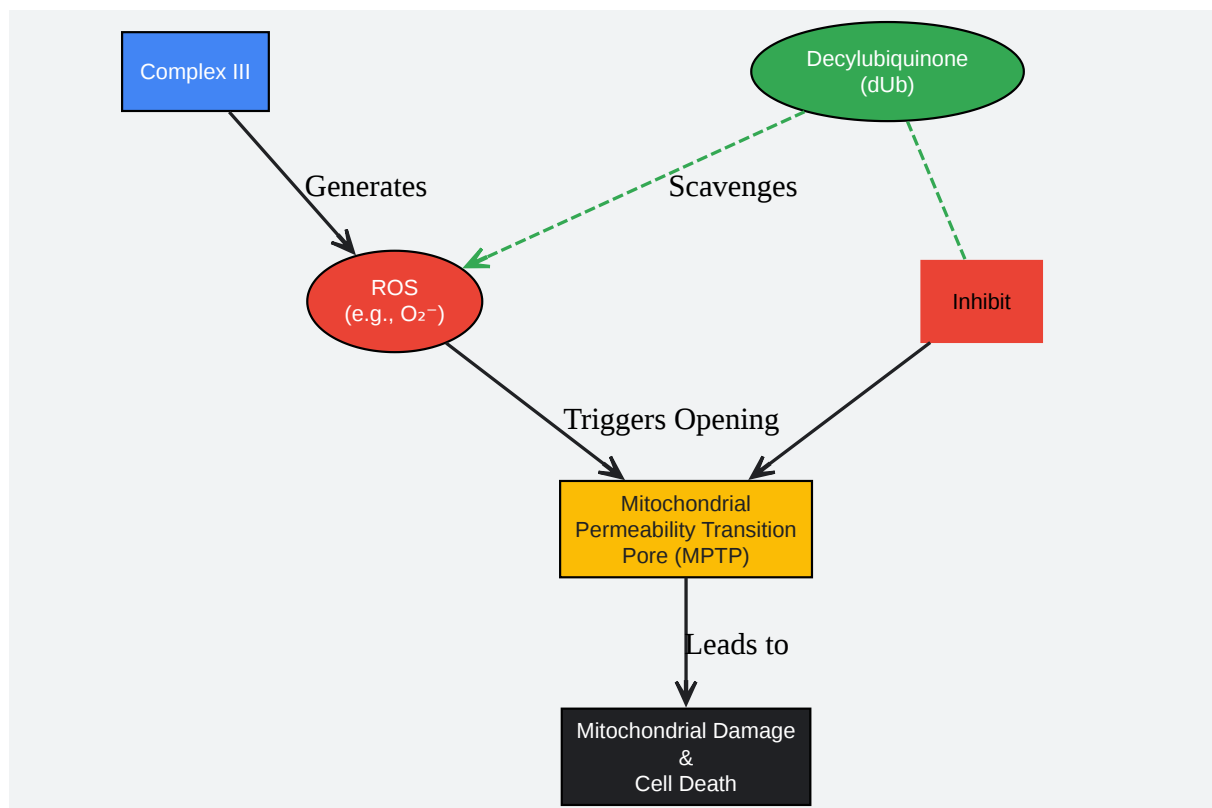 Complex III
Decylubiquinone
(dUb)
Generates
Scavenges
ROS
(e.g., O₂⁻)
Inhibit
Triggers Opening
Mitochondrial
Permeability Transition
Pore (MPTP)
Leads to
Mitochondrial Damage
&
Cell Death